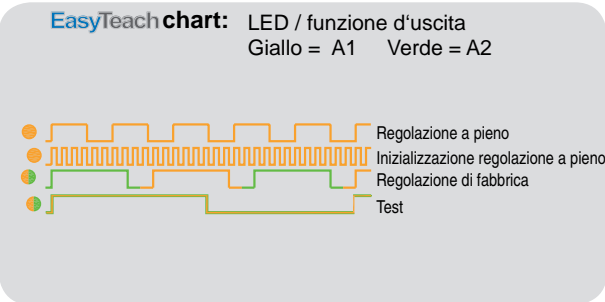 EasyTeach chart: LED / funzione d‘uscita
Giallo = A1 Verde = A2
Regolazione a pieno
Inizializzazione regolazione a pieno
Regolazione di fabbrica
Test